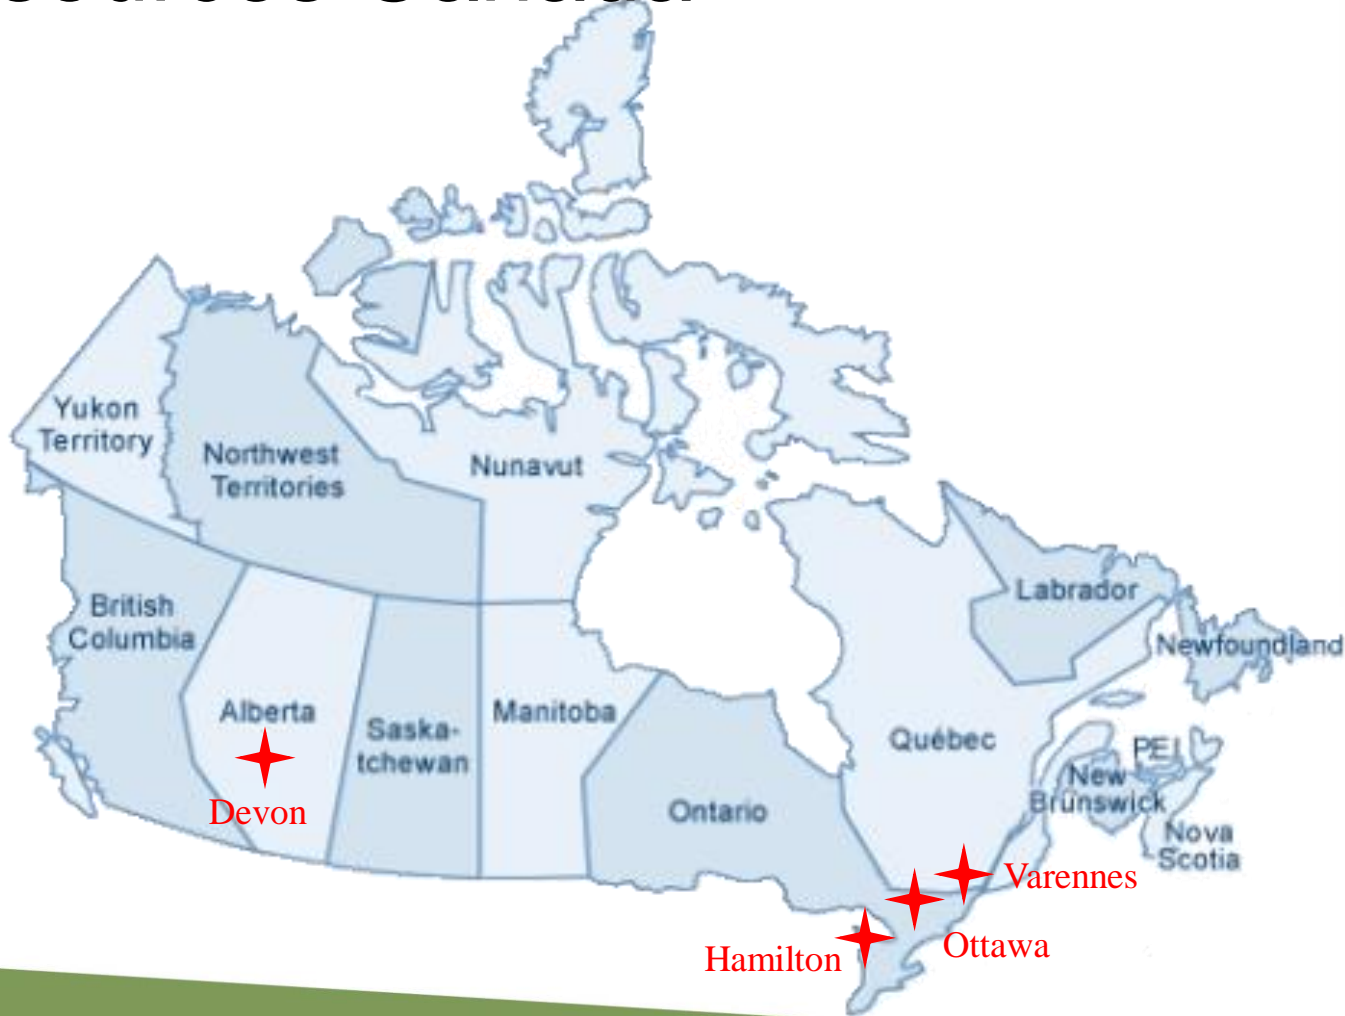 Canada
Yukon
Territory
Northwest
Territories
Nunavut
British
Columbia
Alberta
Saska-
tchewan
Manitoba
Ontario
Québec
Labrador
Newfoundland
PEI
New
Brunswick
Nova
Scotia
Devon
Varennes
Ottawa
Hamilton